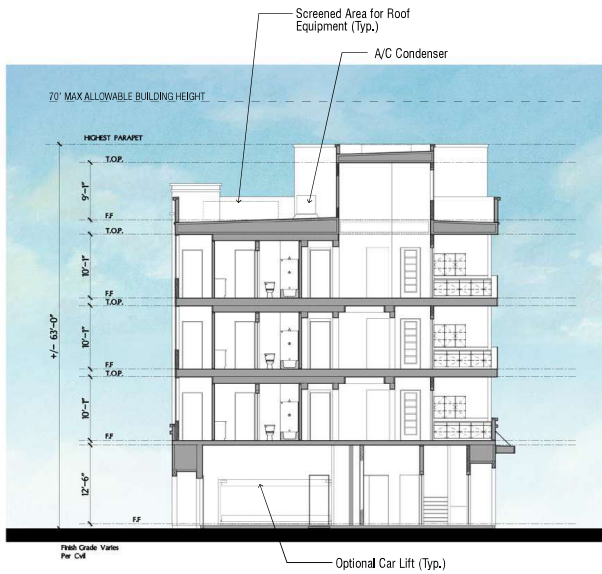 Screened Area for Roof
Equipment (Typ.)
A/C Condenser
70' MAX ALLOWABLE BUILDING HEIGHT
HIGHEST PARAPET
T.O.P.
9'-1"
F.F
T.O.P.
10'-1"
F.F
T.O.P.
+/- 63'-0"
10'-1"
F.F
T.O.P.
10'-1"
F.F
12'-6"
F.F
Finish Grade Varies
Per Cvil
Optional Car Lift (Typ.)